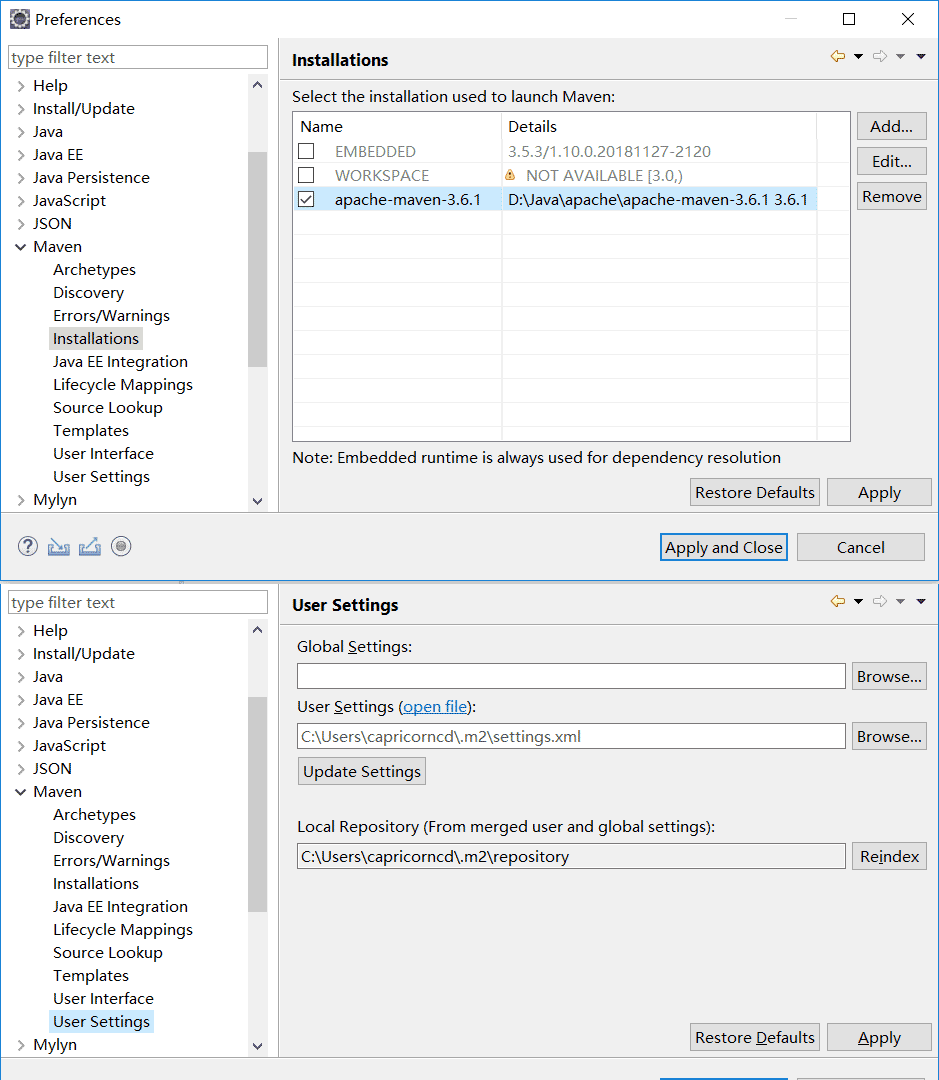 Preferences
type filter text
Help
Install/Update
Java
Java EE
Java Persistence
JavaScript
JSON
Maven
Archetypes
Discovery
Errors/Warnings
Installations
Java EE Integration
Lifecycle Mappings
Source Lookup
Templates
User Interface
User Settings
Mylyn
Installations
Select the installation used to launch Maven:
Name Details
EMBEDDED 3.5.3/1.10.0.20181127-2120
WORKSPACE NOT AVAILABLE [3.0,)
apache-maven-3.6.1 D:\Java\apache\apache-maven-3.6.1 3.6.1
Add...
Edit...
Remove
Note: Embedded runtime is always used for dependency resolution
Restore Defaults Apply
Apply and Close Cancel
type filter text
Help
Install/Update
Java
Java EE
Java Persistence
JavaScript
JSON
Maven
Archetypes
Discovery
Errors/Warnings
Installations
Java EE Integration
Lifecycle Mappings
Source Lookup
Templates
User Interface
User Settings
Mylyn
User Settings
Global Settings:
Browse...
User Settings (open file):
C:\Users\capricorncd\.m2\settings.xml Browse...
Update Settings
Local Repository (From merged user and global settings):
C:\Users\capricorncd\.m2\repository Reindex
Restore Defaults Apply